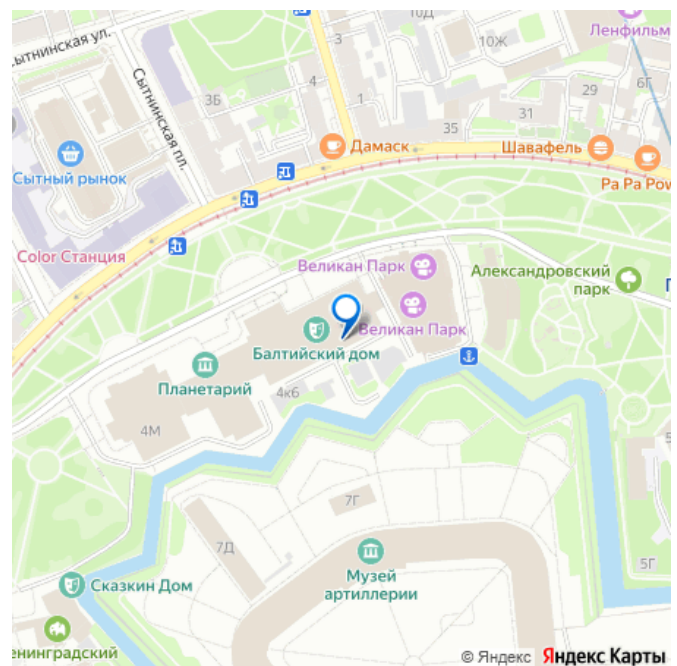 10Д
Ленфильм
ытнинская ул.
3
10Ж
Сытнинская пл.
4
6Г
3Б
1
29
31
35
Дамаск
Шавафель
Сытный рынок
Pa Pa Pow
Color Станция
Великан Парк
Александровский
парк
Великан Парк
Балтийский дом
Планетарий
4к6
4М
7Г
7Д
5Г
Музей
артиллерии
Сказкин Дом
енинградский
© Яндекс Яндекс Карты